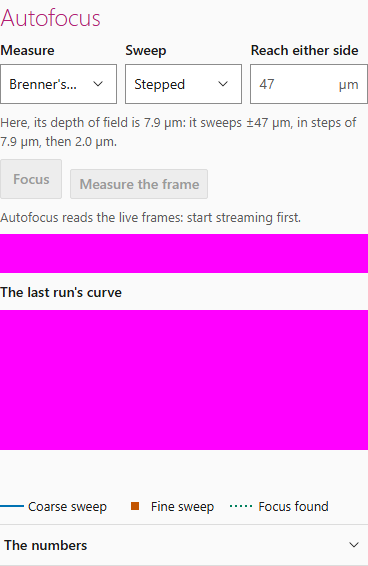 Autofocus
Measure Sweep Reach either side
Brenner's... Stepped 47 µm
Here, its depth of field is 7.9 µm: it sweeps ±47 µm, in steps of
7.9 µm, then 2.0 µm.
Focus Measure the frame
Autofocus reads the live frames: start streaming first.
The last run's curve
Coarse sweep Fine sweep Focus found
The numbers